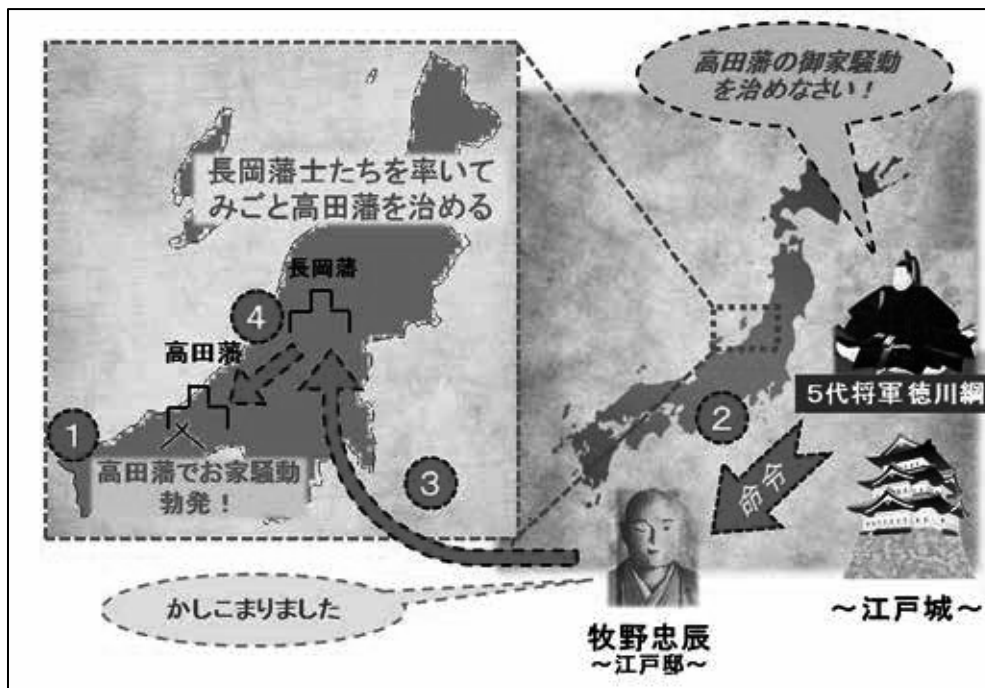 高田藩の御家騒動
を治めなさい！
長岡藩士たちを率いて
みごと高田藩を治める
長岡藩
4
高田藩
1
高田藩でお家騒動
勃発！
3
2
5代将軍徳川綱
命令
かしこまりました
牧野忠辰
～江戸邸～
～江戸城～